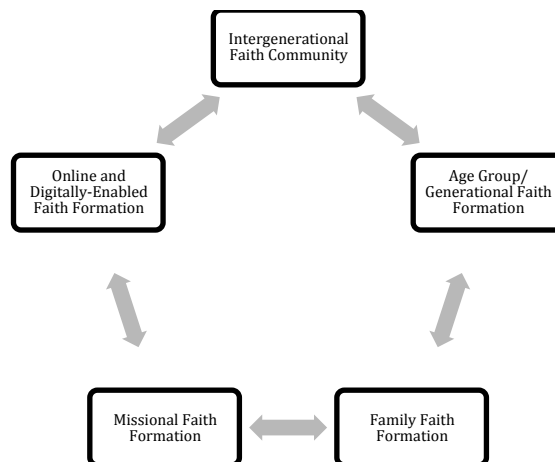 Intergenerational
Faith Community
Online and
Digitally-Enabled
Faith Formation
Age Group/
Generational Faith
Formation
Missional Faith
Formation
Family Faith
Formation